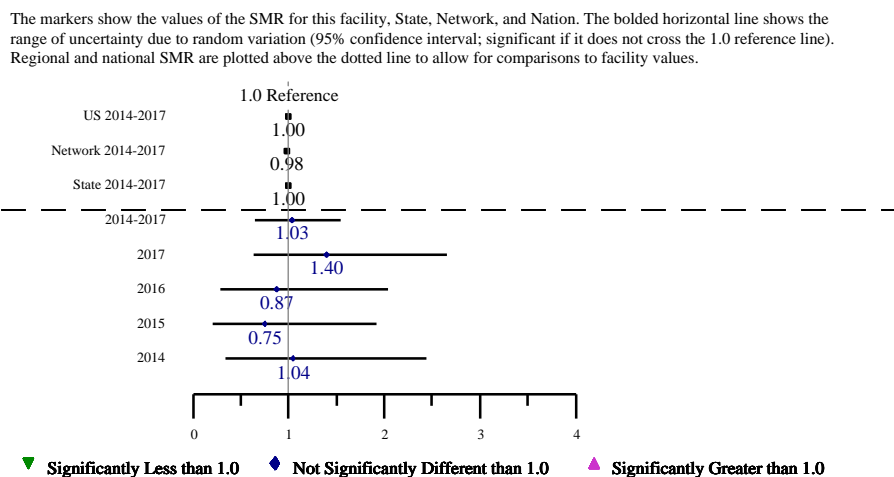 The markers show the values of the SMR for this facility, State, Network, and Nation. The bolded horizontal line shows the
range of uncertainty due to random variation (95% confidence interval; significant if it does not cross the 1.0 reference line).
Regional and national SMR are plotted above the dotted line to allow for comparisons to facility values.
1.0 Reference
US 2014-2017
1.00
Network 2014-2017
0.98
State 2014-2017
1.00
2014-2017
1.03
2017
1.40
2016
0.87
2015
0.75
2014
1.04
0 1 2 3 4
Significantly Less than 1.0 Not Significantly Different than 1.0 Significantly Greater than 1.0